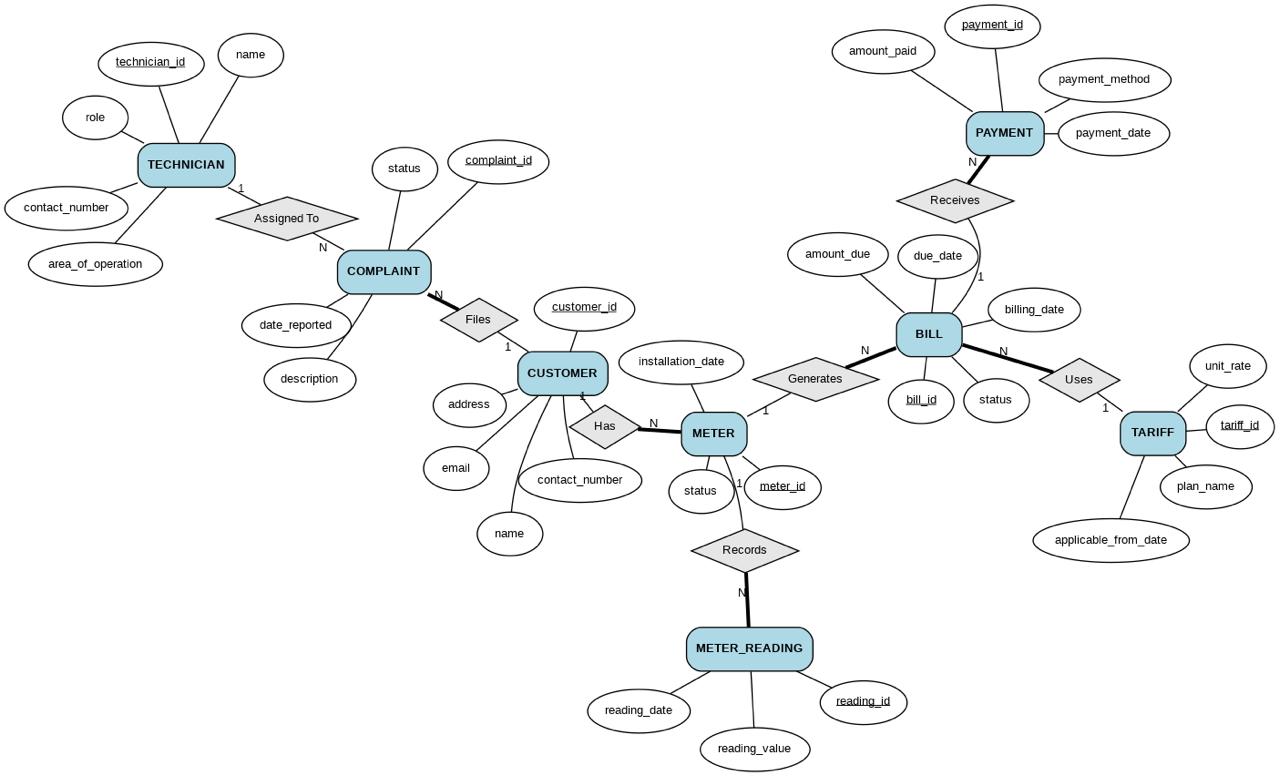 payment_id
amount_paid
name
technician_id
payment_method
role
PAYMENT
payment_date
status
complaint_id
N
TECHNICIAN
1
Receives
contact_number
Assigned To
N
amount_due
due_date
area_of_operation
COMPLAINT
1
N
customer_id
billing_date
date_reported
Files
BILL
1
N
N
installation_date
unit_rate
CUSTOMER
description
Generates
Uses
1
address
bill_id
status
1
1
Has
N
METER
TARIFF
tariff_id
email
contact_number
status
1
meter_id
plan_name
name
applicable_from_date
Records
N
METER_READING
reading_id
reading_date
reading_value